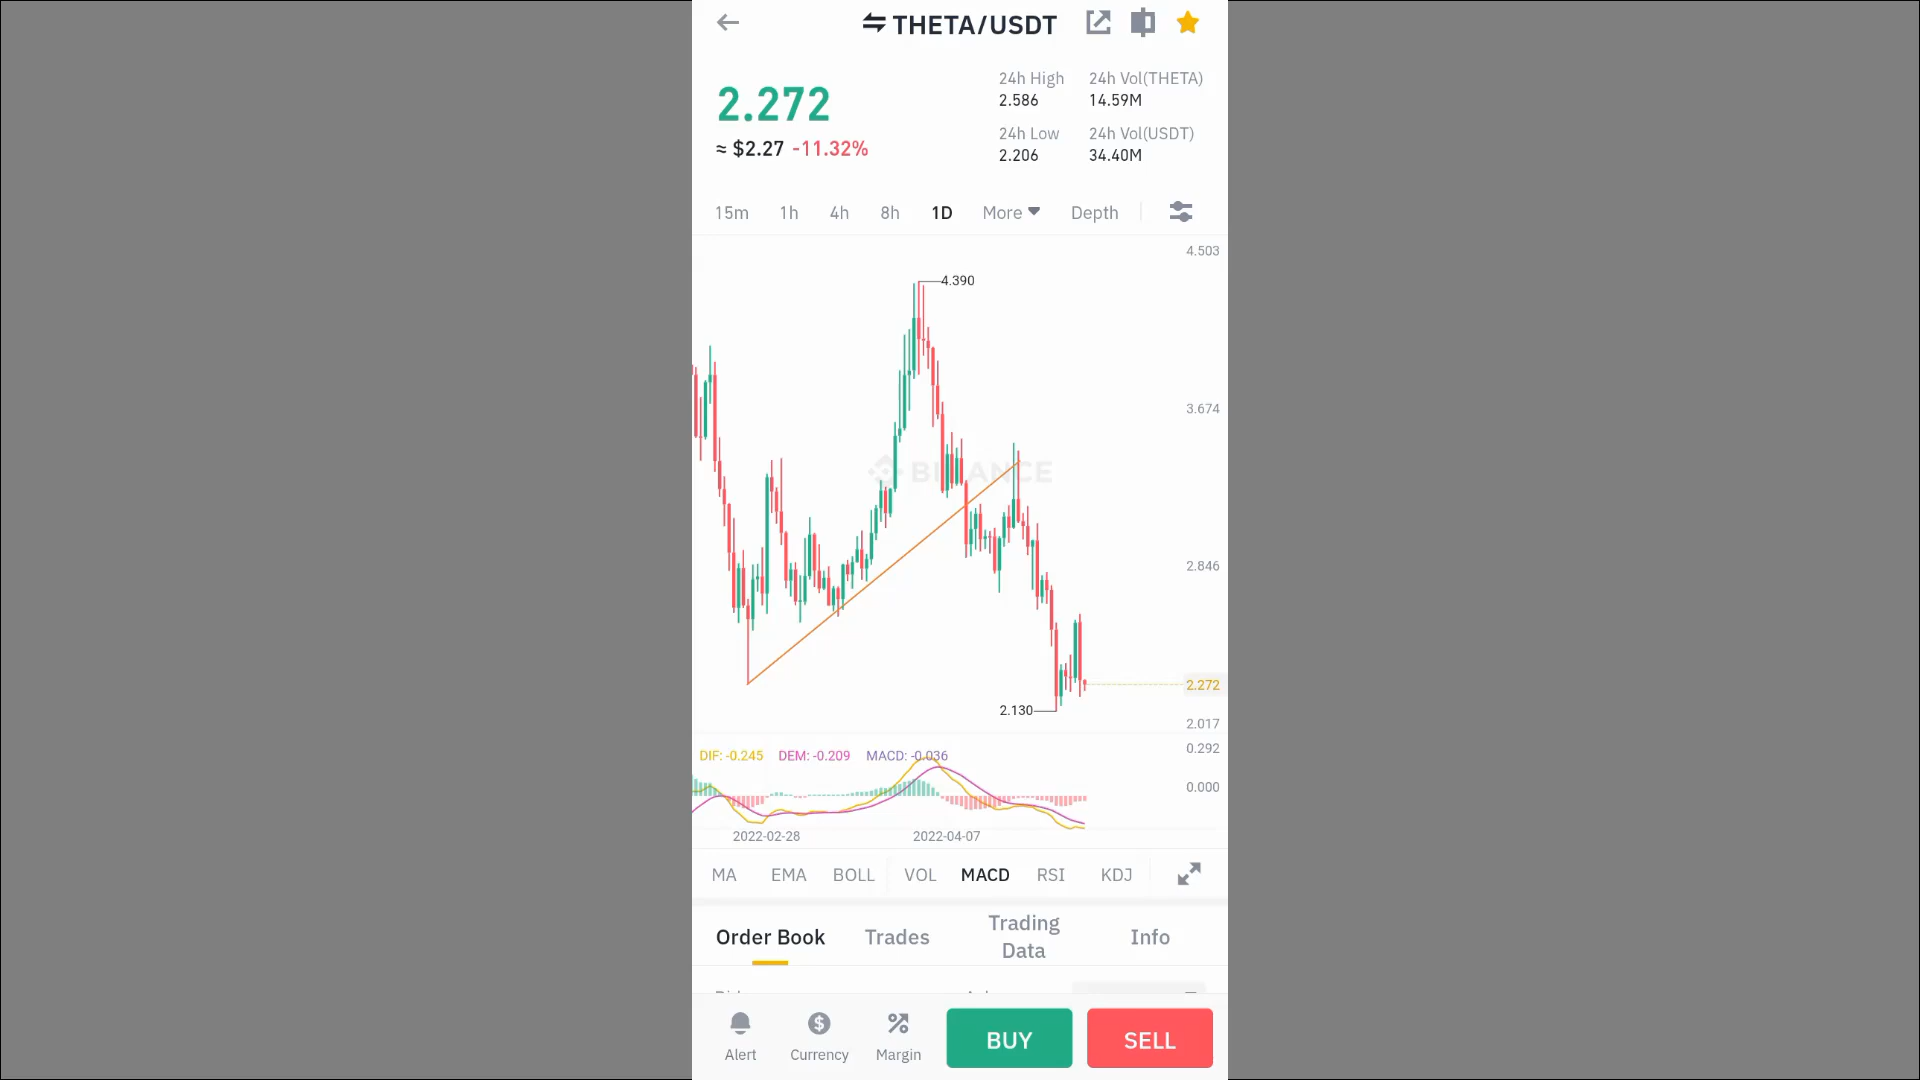 THETA/USDT
2.272
≈ $2.27 -11.32%
24h High
2.586
24h Vol(THETA)
14.59M
24h Low
2.206
24h Vol(USDT)
34.40M
15m 1h 4h 8h 1D More Depth
4.503
4.390
3.674
BINANCE
2.846
2.272
2.130
2.017
DIF: -0.245 DEM: -0.209 MACD: -0.036
0.292
0.000
2022-02-28 2022-04-07
MA EMA BOLL VOL MACD RSI KDJ
Order Book Trades Trading Data Info
Alert Currency Margin BUY SELL